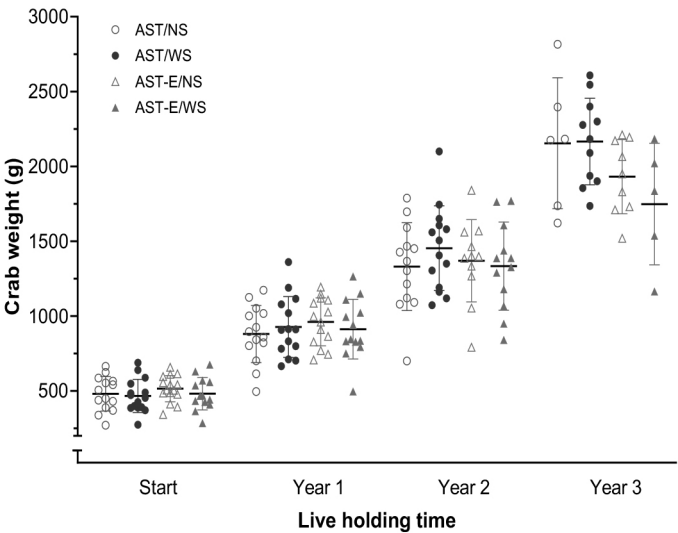 3000
2500
2000
1500
1000
500
Crab weight (g)
AST/NS
AST/WS
AST-E/NS
AST-E/WS
Start Year 1 Year 2 Year 3
Live holding time